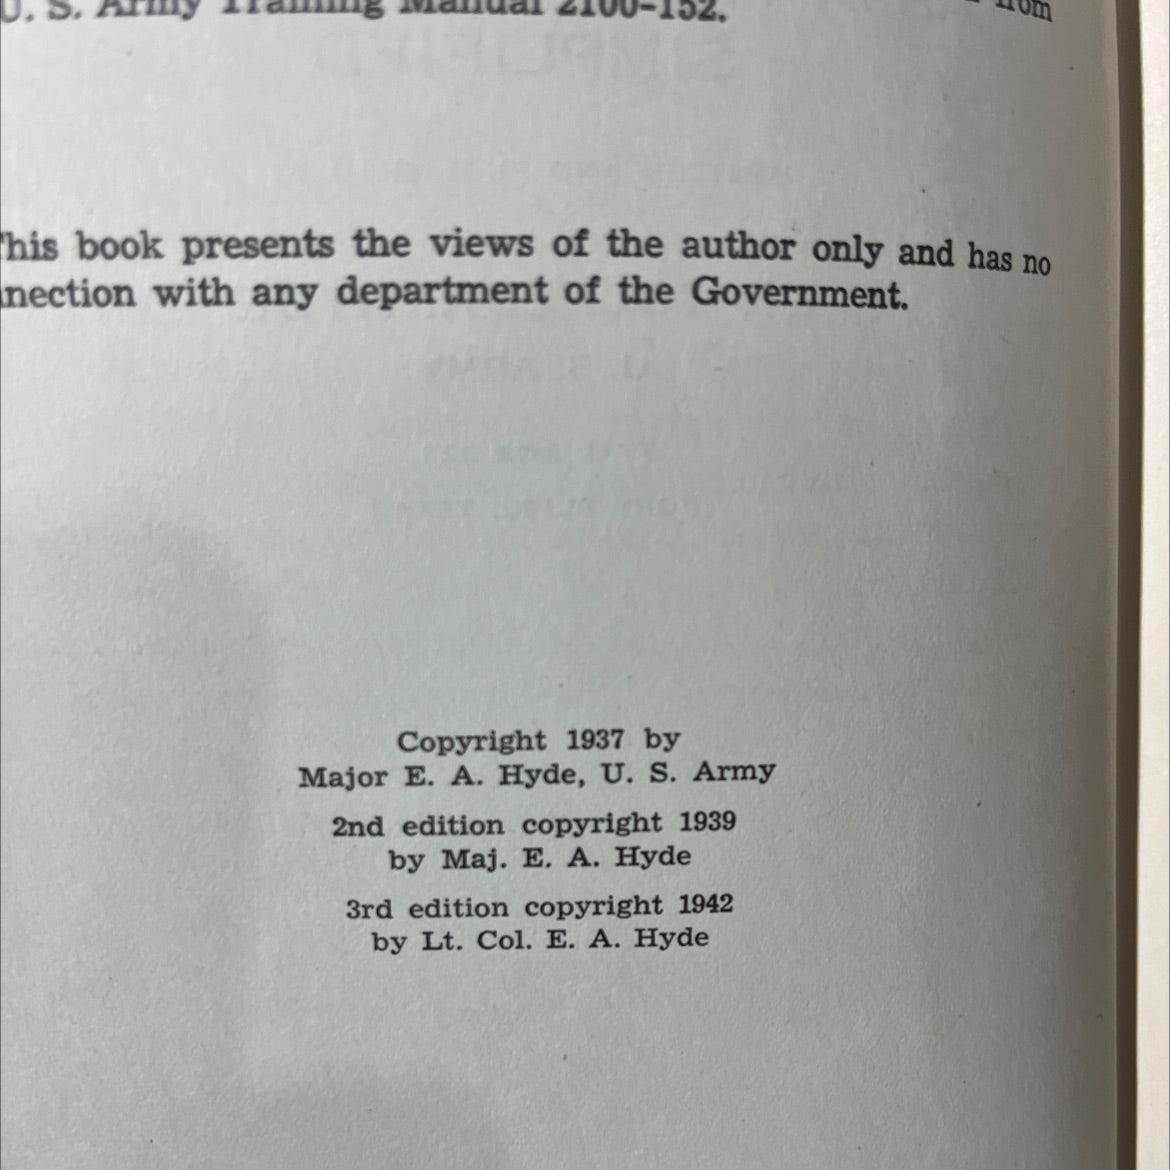 U. S. Army Training Manual 2100-152. from
This book presents the views of the author only and has no
nnection with any department of the Government.
Copyright 1937 by
Major E. A. Hyde, U. S. Army
2nd edition copyright 1939
by Maj. E. A. Hyde
3rd edition copyright 1942
by Lt. Col. E. A. Hyde